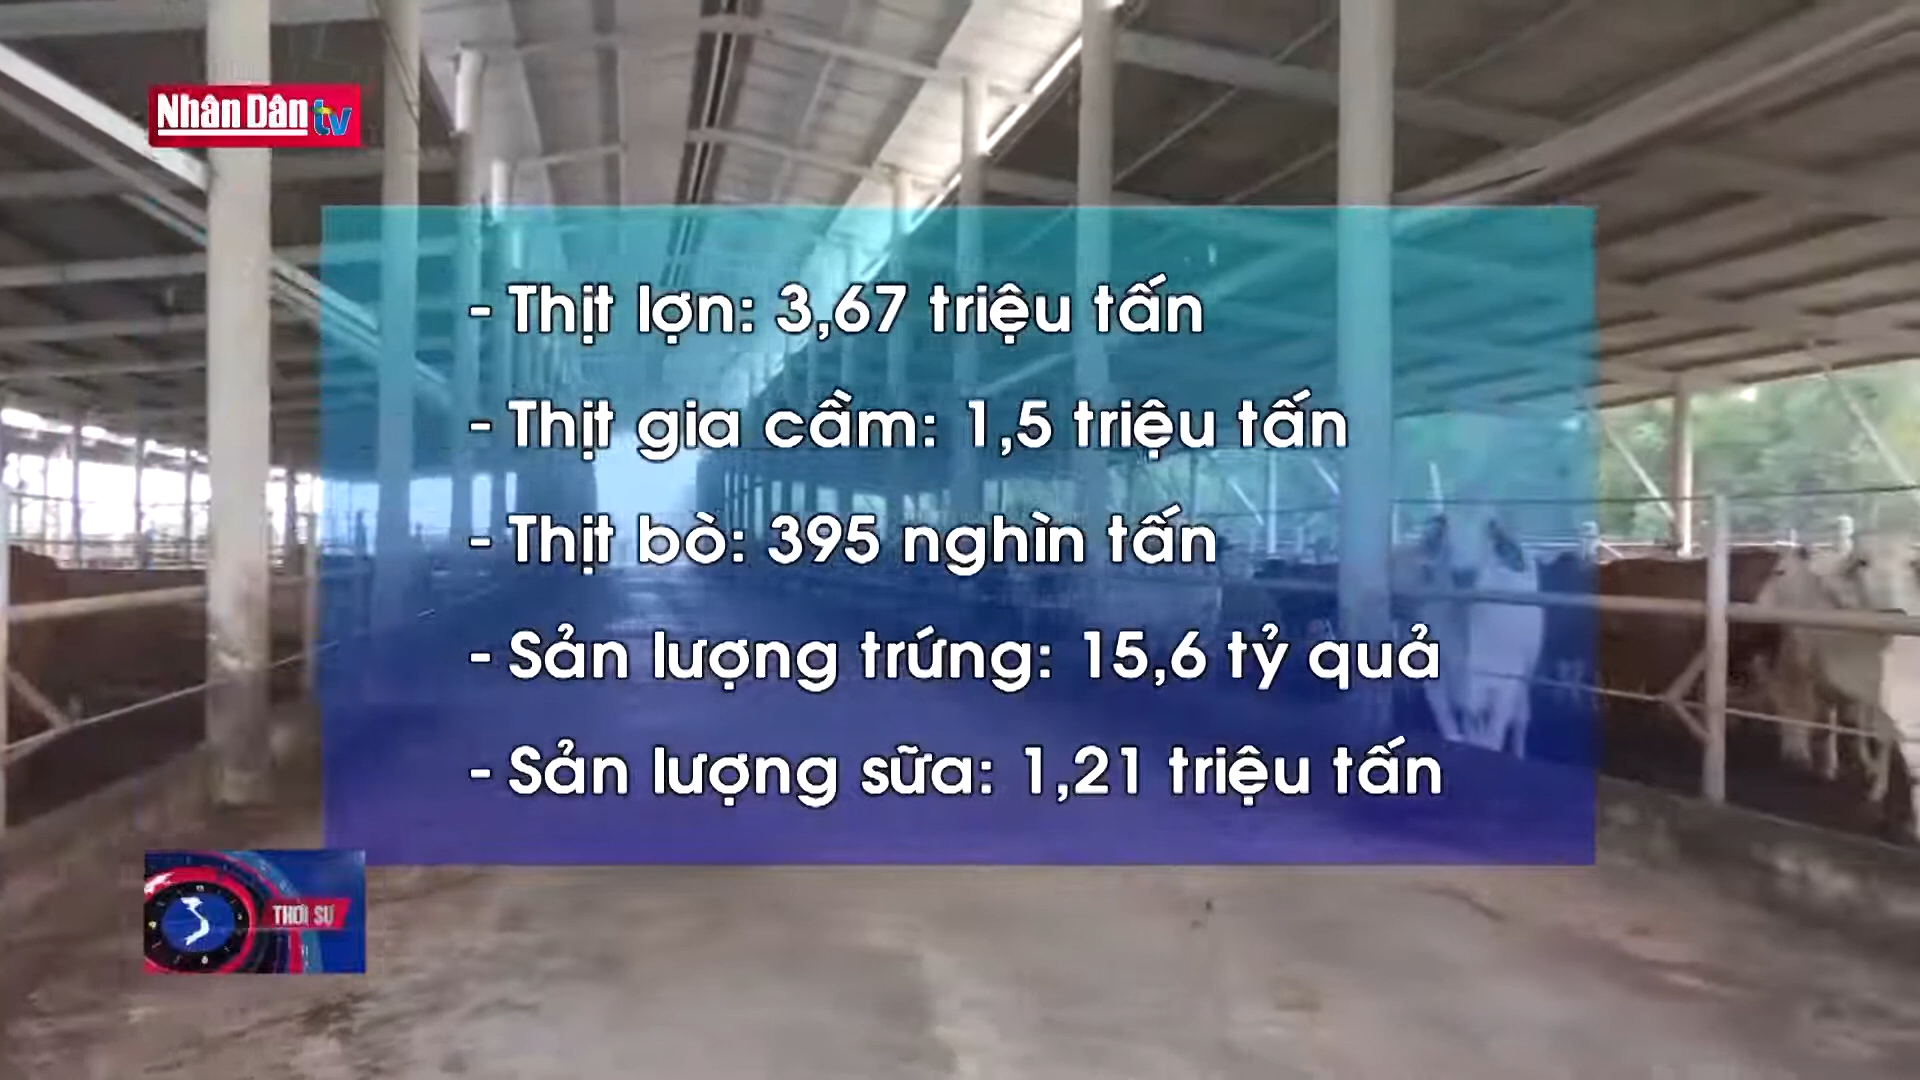 Nhân Dân tv
- Thịt lợn: 3,67 triệu tấn
- Thịt gia cầm: 1,5 triệu tấn
- Thịt bò: 395 nghìn tấn
- Sản lượng trứng: 15,6 tỷ quả
- Sản lượng sữa: 1,21 triệu tấn
THỜI SỰ